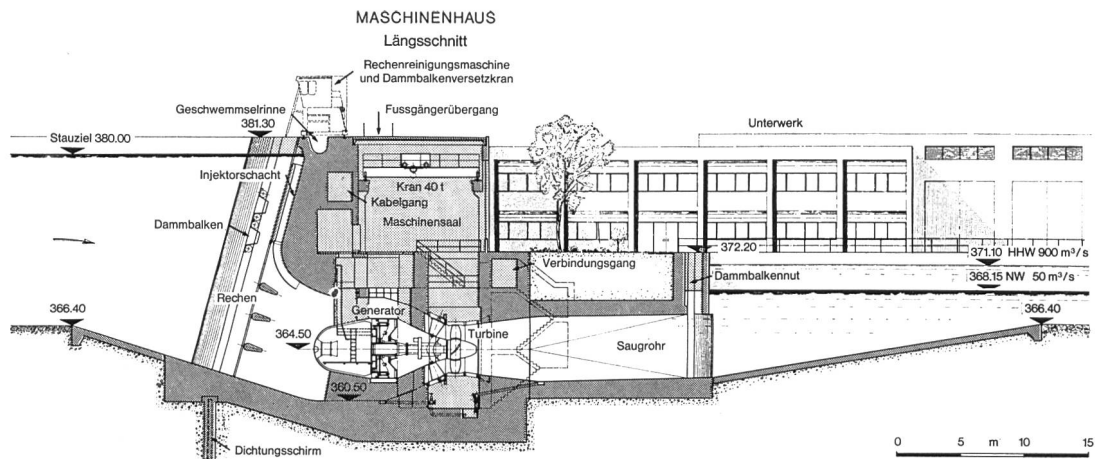 MASCHINENHAUS
Längsschnitt
Rechenreinigungsmaschine
und Dammbalkenversetzkran
Geschwemmselrinne
Fussgängerübergang
381.30
Stauziel 380.00
Unterwerk
Injektorschacht
Kran 40 t
Kabelgang
Maschinensaal
Dammbalken
372.20
371.10 HHW 900 m³/s
Verbindungsgang
Dammbalkennut
368.15 NW 50 m³/s
Rechen
366.40
Generator
366.40
364.50
Turbine
Saugrohr
360.50
Dichtungsschirm
0 5 m 10 15